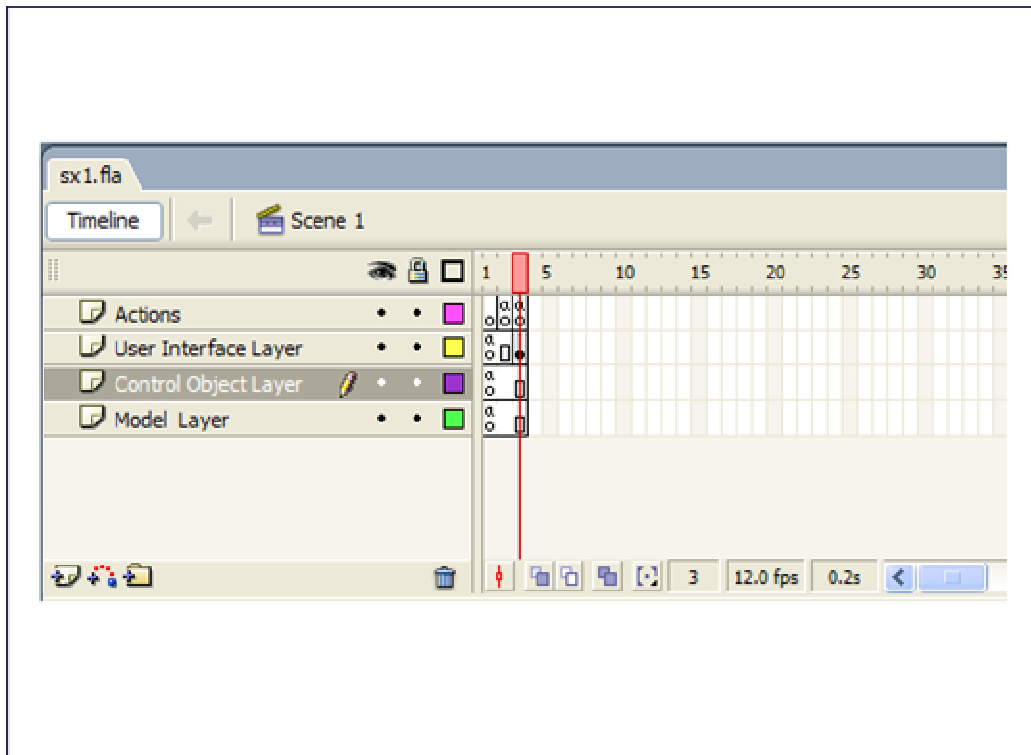 sx1.fla
Timeline Scene 1
1 5 10 15 20 25 30 35
Actions
a a
User Interface Layer
a
Control Object Layer
a
Model Layer
a
3 12.0 fps 0.2s